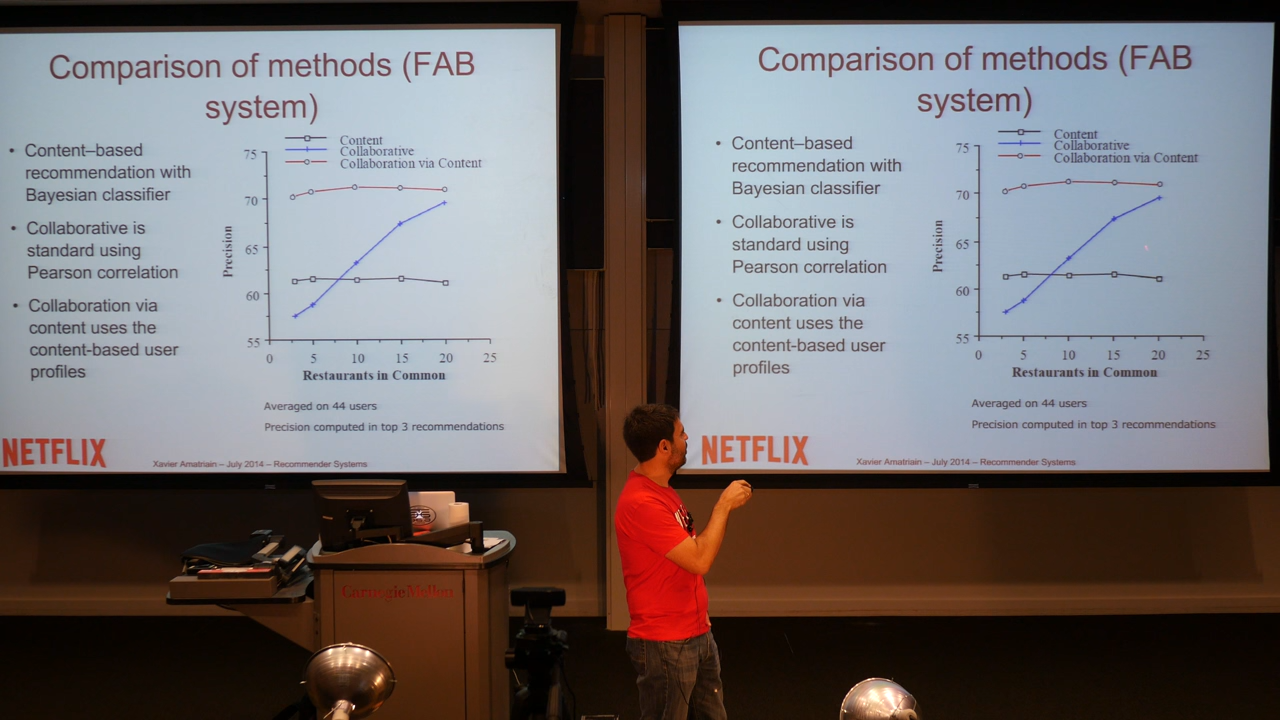 Comparison of methods (FAB
system)
• Content–based
recommendation with
Bayesian classifier
• Collaborative is
standard using
Pearson correlation
• Collaboration via
content uses the
content-based user
profiles
Content
Collaborative
Collaboration via Content
75
70
65
60
55
Precision
0 5 10 15 20 25
Restaurants in Common
Averaged on 44 users
Precision computed in top 3 recommendations
NETFLIX
Xavier Amatriain – July 2014 – Recommender Systems
Comparison of methods (FAB
system)
• Content–based
recommendation with
Bayesian classifier
• Collaborative is
standard using
Pearson correlation
• Collaboration via
content uses the
content-based user
profiles
Content
Collaborative
Collaboration via Content
75
70
65
60
55
Precision
0 5 10 15 20 25
Restaurants in Common
Averaged on 44 users
Precision computed in top 3 recommendations
NETFLIX
Xavier Amatriain – July 2014 – Recommender Systems
CarnegieMellon